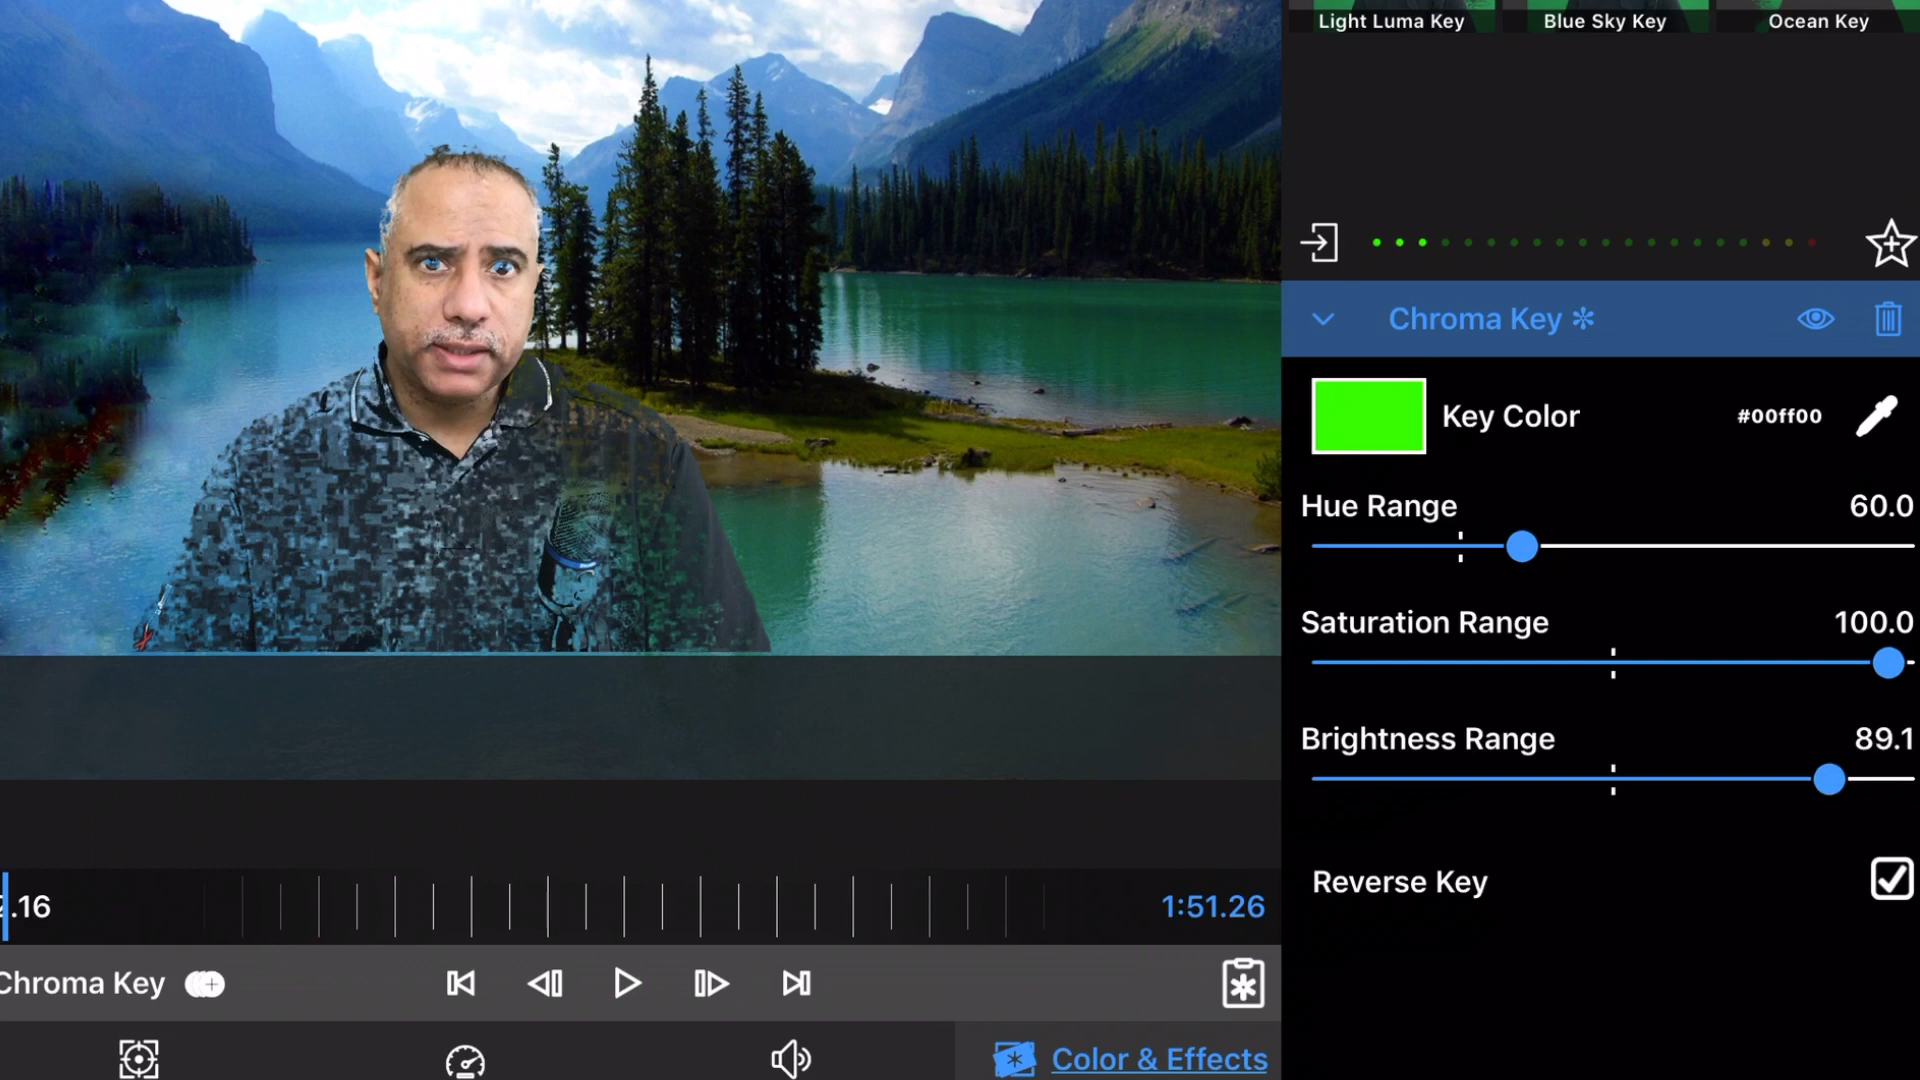 Light Luma Key
Blue Sky Key
Ocean Key
Chroma Key
Key Color
#00ff00
Hue Range
60.0
Saturation Range
100.0
Brightness Range
89.1
Reverse Key
.16
1:51.26
Chroma Key
Color & Effects